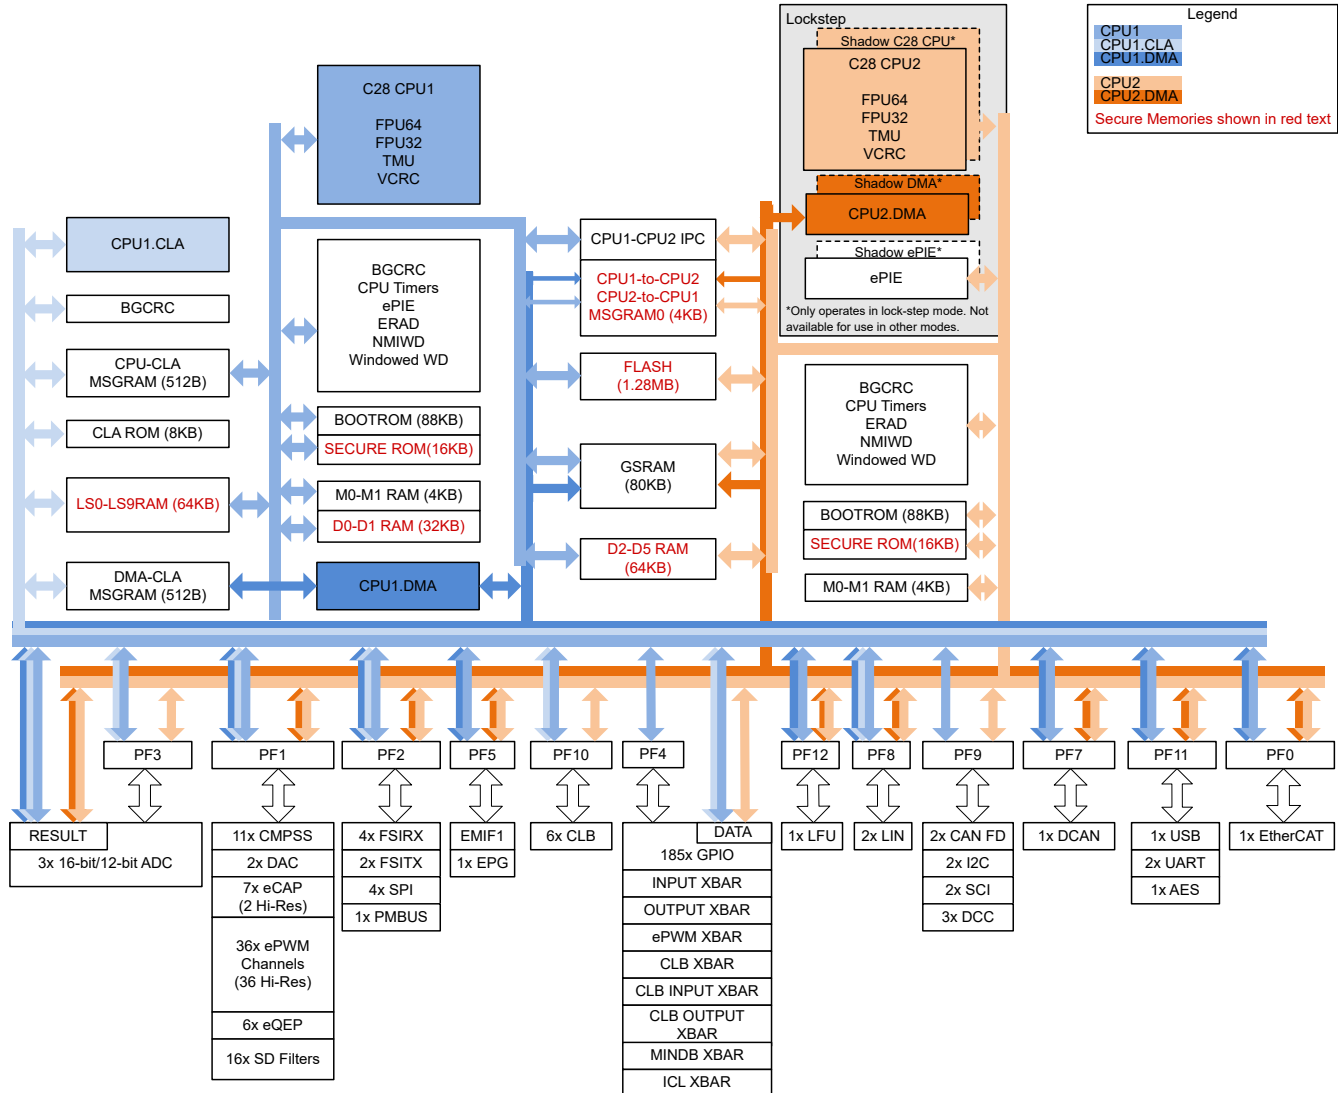 Lockstep
Shadow C28 CPU*
C28 CPU2
FPU64
FPU32
TMU
VCRC
Shadow DMA*
CPU2.DMA
Shadow ePIE*
ePIE
*Only operates in lock-step mode. Not
available for use in other modes.
Legend
CPU1
CPU1.CLA
CPU1.DMA
CPU2
CPU2.DMA
Secure Memories shown in red text
C28 CPU1
FPU64
FPU32
TMU
VCRC
CPU1.CLA
BGCRC
CPU-CLA
MSGRAM (512B)
CLA ROM (8KB)
LS0-LS9RAM (64KB)
DMA-CLA
MSGRAM (512B)
BGCRC
CPU Timers
ePIE
ERAD
NMIWD
Windowed WD
BOOTROM (88KB)
SECURE ROM(16KB)
M0-M1 RAM (4KB)
D0-D1 RAM (32KB)
CPU1.DMA
CPU1-CPU2 IPC
CPU1-to-CPU2
CPU2-to-CPU1
MSGRAM0 (4KB)
FLASH
(1.28MB)
GSRAM
(80KB)
D2-D5 RAM
(64KB)
BGCRC
CPU Timers
ERAD
NMIWD
Windowed WD
BOOTROM (88KB)
SECURE ROM(16KB)
M0-M1 RAM (4KB)
PF3
PF1
PF2
PF5
PF10
PF4
PF12
PF8
PF9
PF7
PF11
PF0
RESULT
3x 16-bit/12-bit ADC
11x CMPSS
2x DAC
7x eCAP
(2 Hi-Res)
36x ePWM
Channels
(36 Hi-Res)
6x eQEP
16x SD Filters
4x FSIRX
2x FSITX
4x SPI
1x PMBUS
EMIF1
1x EPG
6x CLB
DATA
185x GPIO
INPUT XBAR
OUTPUT XBAR
ePWM XBAR
CLB XBAR
CLB INPUT XBAR
CLB OUTPUT
XBAR
MINDB XBAR
ICL XBAR
1x LFU
2x LIN
2x CAN FD
2x I2C
2x SCI
3x DCC
1x DCAN
1x USB
2x UART
1x AES
1x EtherCAT